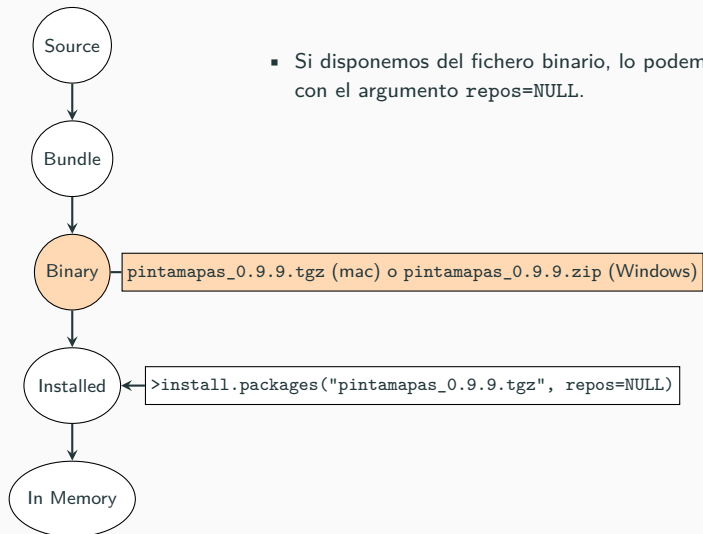 Source
▪ Si disponemos del fichero binario, lo podem
con el argumento repos=NULL.
Bundle
Binary
pintamapas_0.9.9.tgz (mac) o pintamapas_0.9.9.zip (Windows)
Installed
>install.packages("pintamapas_0.9.9.tgz", repos=NULL)
In Memory